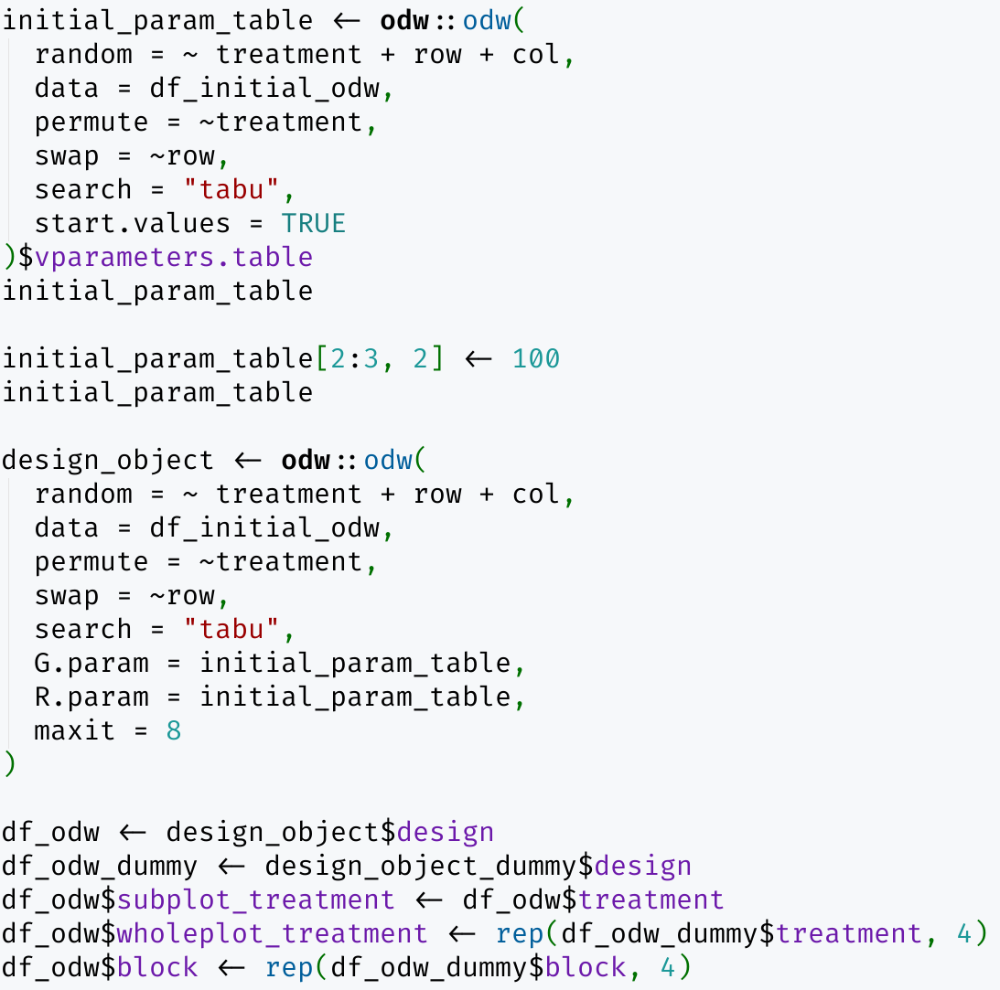 initial_param_table <- odw::odw(
  random = ~ treatment + row + col,
  data = df_initial_odw,
  permute = ~treatment,
  swap = ~row,
  search = "tabu",
  start.values = TRUE
)$vparameters.table
initial_param_table

initial_param_table[2:3, 2] <- 100
initial_param_table

design_object <- odw::odw(
  random = ~ treatment + row + col,
  data = df_initial_odw,
  permute = ~treatment,
  swap = ~row,
  search = "tabu",
  G.param = initial_param_table,
  R.param = initial_param_table,
  maxit = 8
)

df_odw <- design_object$design
df_odw_dummy <- design_object_dummy$design
df_odw$subplot_treatment <- df_odw$treatment
df_odw$wholeplot_treatment <- rep(df_odw_dummy$treatment, 4)
df_odw$block <- rep(df_odw_dummy$block, 4)